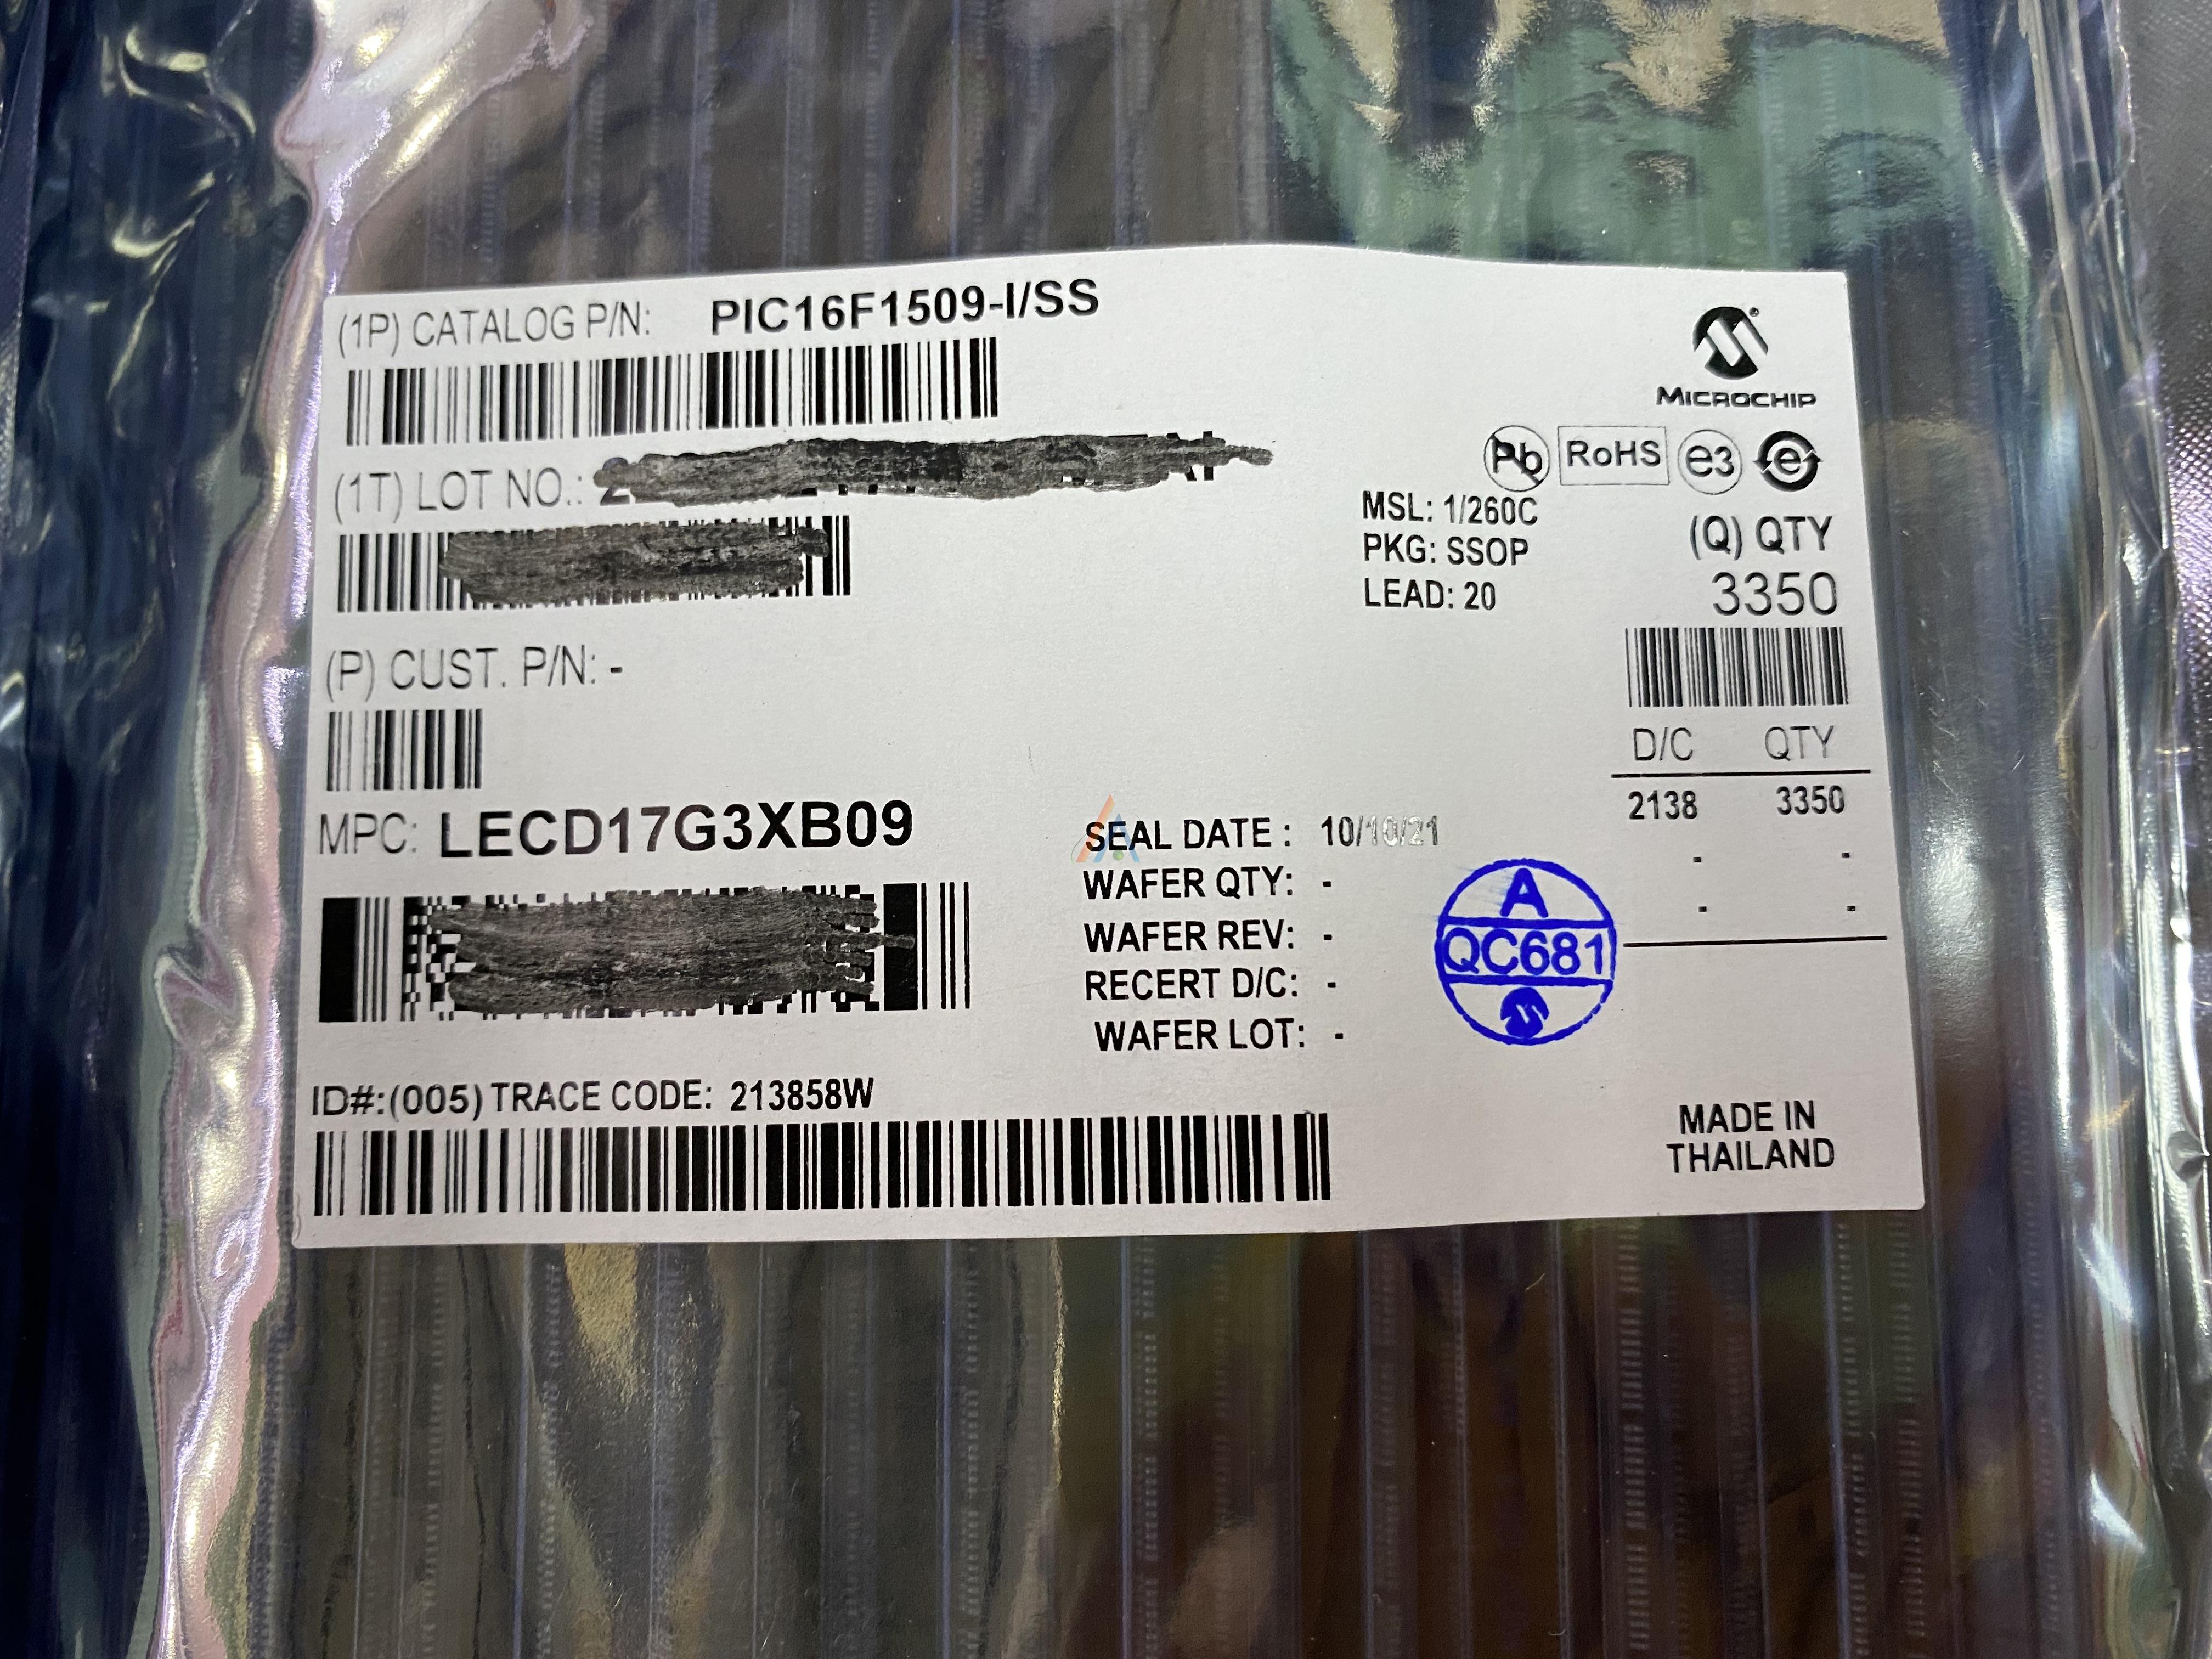 (1P) CATALOG P/N: PIC16F1509-I/SS
MICROCHIP
Pb RoHS e3 e
(1T) LOT NO.:
MSL: 1/260C
PKG: SSOP
LEAD: 20
(Q) QTY
3350
(P) CUST. P/N: -
D/C QTY
2138 3350
- -
- -
MPC: LECD17G3XB09
SEAL DATE : 10/10/21
WAFER QTY: -
WAFER REV: -
RECERT D/C: -
WAFER LOT: -
A
QC681
ID#:(005) TRACE CODE: 213858W
MADE IN
THAILAND